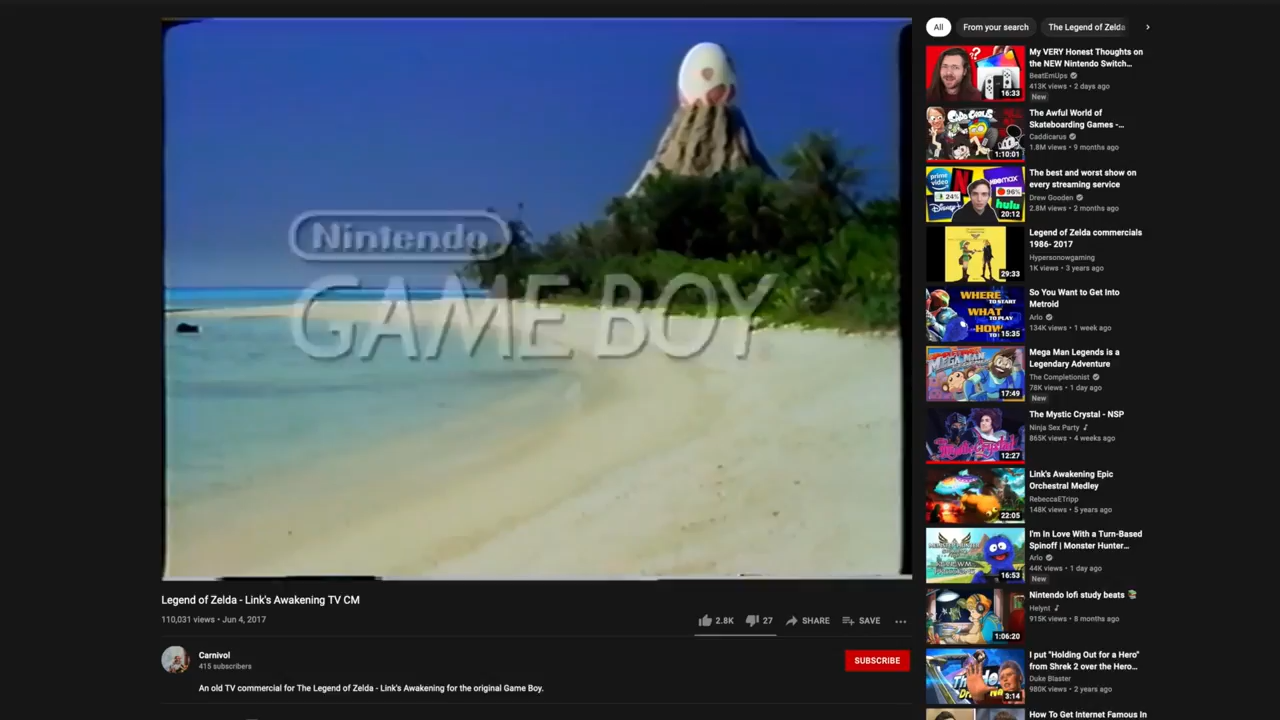 Nintendo
GAME BOY
Legend of Zelda - Link's Awakening TV CM
110,031 views • Jun 4, 2017
2.8K
27
SHARE
SAVE
Carnivol
415 subscribers
SUBSCRIBE
An old TV commercial for The Legend of Zelda - Link's Awakening for the original Game Boy.
All
From your search
The Legend of Zelda
My VERY Honest Thoughts on
the NEW Nintendo Switch...
BeatEmUps
413K views • 2 days ago
New
16:33
The Awful World of
Skateboarding Games -...
Caddicarus
1.8M views • 9 months ago
1:10:01
The best and worst show on
every streaming service
Drew Gooden
2.8M views • 2 months ago
prime video
24%
DISNEY
HBOMAX
96%
hulu
20:12
Legend of Zelda commercials
1986- 2017
Hypersonowgaming
1K views • 3 years ago
29:33
So You Want to Get Into
Metroid
Arlo
134K views • 1 week ago
WHERE
TO START
WHAT
TO PLAY
HOW
15:35
Mega Man Legends is a
Legendary Adventure
The Completionist
78K views • 1 day ago
New
MEGA MAN
17:49
The Mystic Crystal - NSP
Ninja Sex Party
865K views • 4 weeks ago
12:27
Link's Awakening Epic
Orchestral Medley
RebeccaETripp
148K views • 5 years ago
22:05
I'm In Love With a Turn-Based
Spinoff | Monster Hunter...
Arlo
44K views • 1 day ago
New
16:53
Nintendo lofi study beats
Helynt
915K views • 8 months ago
1:06:20
I put "Holding Out for a Hero"
from Shrek 2 over the Hero...
Duke Blaster
980K views • 2 years ago
3:14
How To Get Internet Famous In